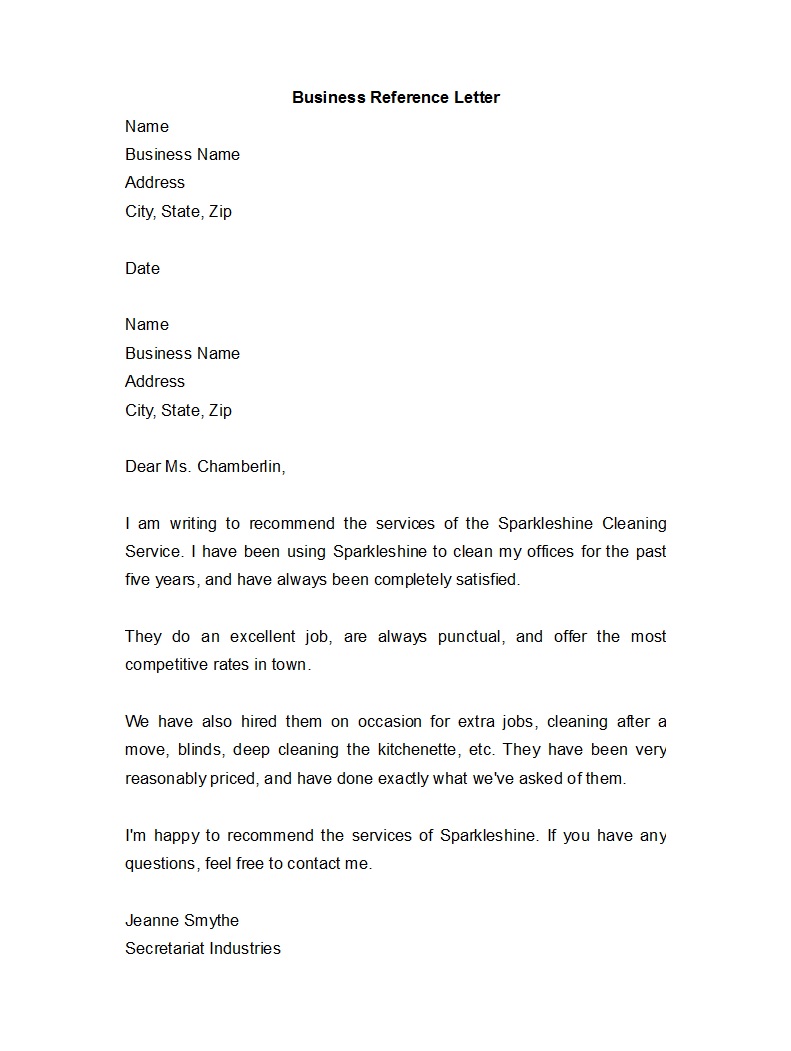 Business Reference Letter
Name
Business Name
Address
City, State, Zip
Date
Name
Business Name
Address
City, State, Zip
Dear Ms. Chamberlin,
I am writing to recommend the services of the Sparkleshine Cleaning
Service. I have been using Sparkleshine to clean my offices for the past
five years, and have always been completely satisfied.
They do an excellent job, are always punctual, and offer the most
competitive rates in town.
We have also hired them on occasion for extra jobs, cleaning after a
move, blinds, deep cleaning the kitchenette, etc. They have been very
reasonably priced, and have done exactly what we've asked of them.
I'm happy to recommend the services of Sparkleshine. If you have any
questions, feel free to contact me.
Jeanne Smythe
Secretariat Industries